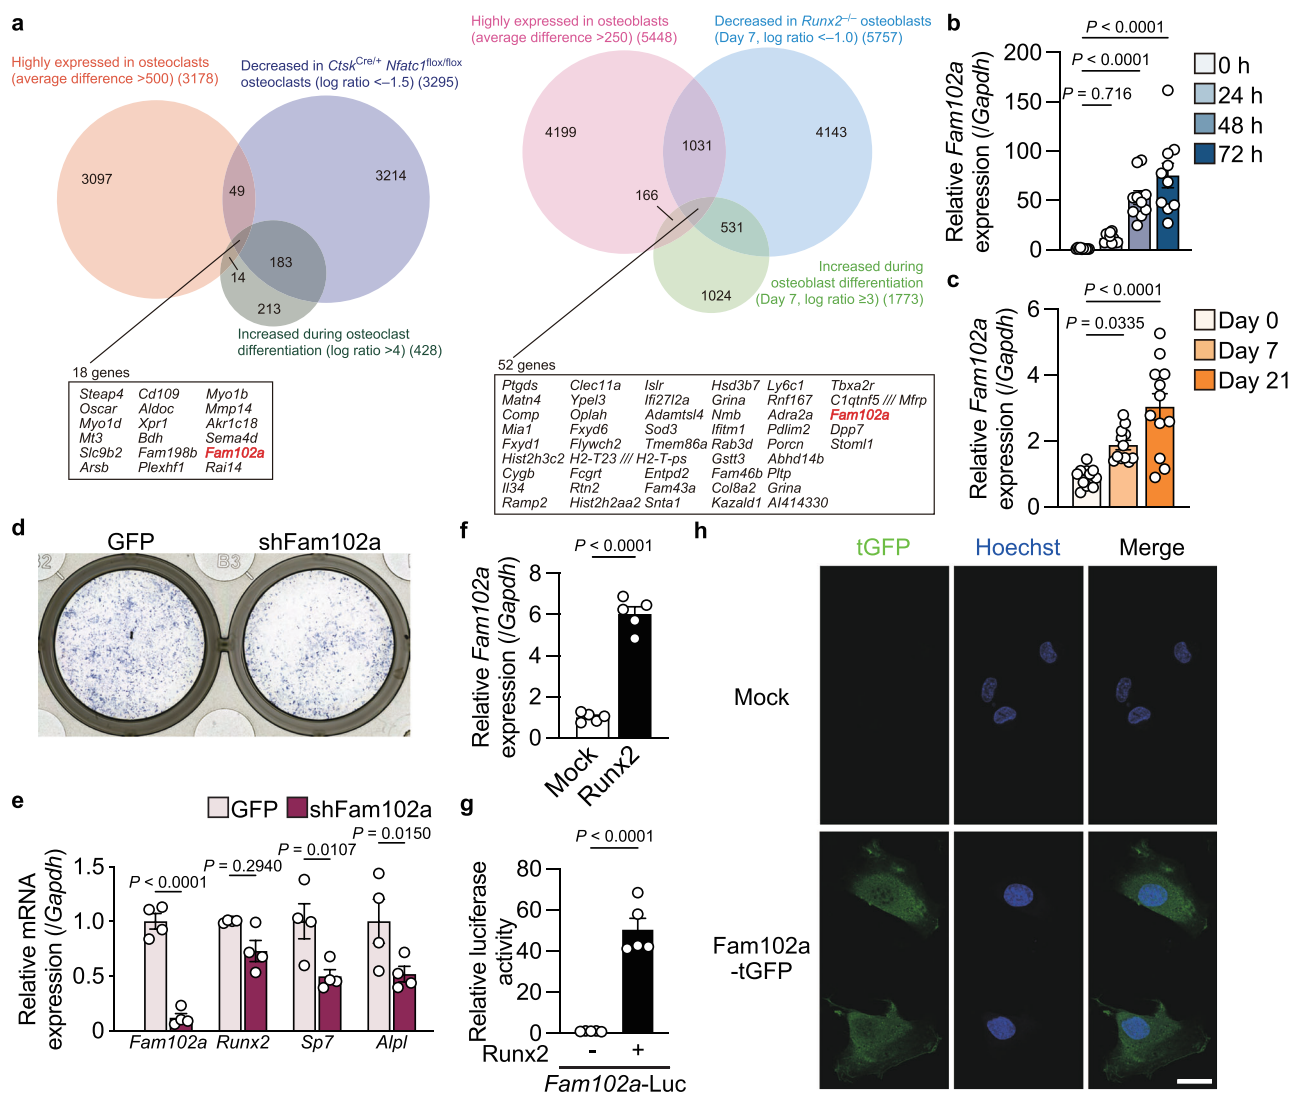 a
Highly expressed in osteoclasts
(average difference >500) (3178)
Decreased in Ctsk^Cre/+ Nfatc1^flox/flox
osteoclasts (log ratio <–1.5) (3295)
3097
49
3214
183
14
213
Increased during osteoclast
differentiation (log ratio >4) (428)
18 genes
Steap4 Cd109 Myo1b
Oscar Aldoc Mmp14
Myo1d Xpr1 Akr1c18
Mt3 Bdh Sema4d
Slc9b2 Fam198b Fam102a
Arsb Plexhf1 Rai14
Highly expressed in osteoblasts
(average difference >250) (5448)
Decreased in Runx2–/– osteoblasts
(Day 7, log ratio <–1.0) (5757)
4199
1031
4143
166
531
1024
Increased during
osteoblast differentiation
(Day 7, log ratio ≥3) (1773)
52 genes
Ptgds Clec11a Islr Hsd3b7 Ly6c1 Tbxa2r
Matn4 Ypel3 Ifi27l2a Grina Rnf167 C1qtnf5 /// Mfrp
Comp Oplah Adamtsl4 Nmb Adra2a Fam102a
Mia1 Fxyd6 Sod3 Ifitm1 Pdlim2 Dpp7
Fxyd1 Flywch2 Tmem86a Rab3d Porcn Stoml1
Hist2h3c2 H2-T23 /// H2-T-ps Gstt3 Abhd14b
Cygb Fcgrt Entpd2 Fam46b Pltp
Il34 Rtn2 Fam43a Col8a2 Grina
Ramp2 Hist2h2aa2 Snta1 Kazald1 AI414330
b
P < 0.0001
P < 0.0001
P = 0.716
Relative Fam102a
expression (/Gapdh)
200
150
100
50
0
0 h
24 h
48 h
72 h
c
P < 0.0001
P = 0.0335
Relative Fam102a
expression (/Gapdh)
6
4
2
0
Day 0
Day 7
Day 21
d
GFP shFam102a
B3
e
GFP shFam102a
P < 0.0001
P = 0.2940
P = 0.0107
P = 0.0150
Relative mRNA
expression (/Gapdh)
1.5
1.0
0.5
0
Fam102a Runx2 Sp7 Alpl
f
P < 0.0001
Relative Fam102a
expression (/Gapdh)
8
6
4
2
0
Mock
Runx2
g
P < 0.0001
Relative luciferase
activity
80
60
40
20
0
Runx2 - +
Fam102a-Luc
h
tGFP Hoechst Merge
Mock
Fam102a
-tGFP